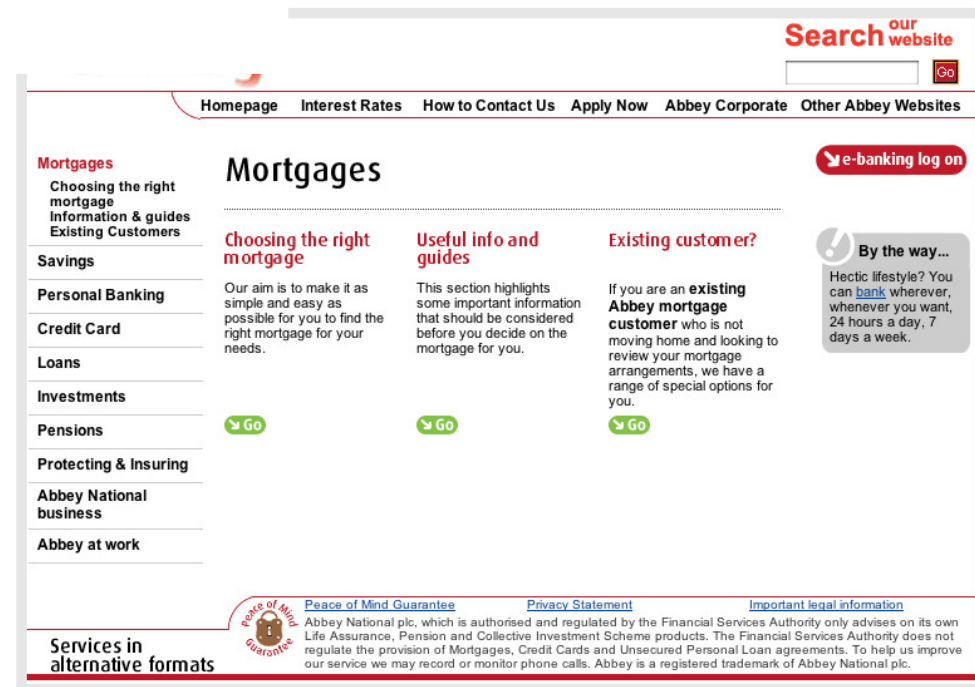 Search our website
Go
Homepage Interest Rates How to Contact Us Apply Now Abbey Corporate Other Abbey Websites
Mortgages
Choosing the right
mortgage
Information & guides
Existing Customers
Savings
Personal Banking
Credit Card
Loans
Investments
Pensions
Protecting & Insuring
Abbey National
business
Abbey at work
Mortgages
Choosing the right
mortgage
Our aim is to make it as
simple and easy as
possible for you to find the
right mortgage for your
needs.
Go
Useful info and
guides
This section highlights
some important information
that should be considered
before you decide on the
mortgage for you.
Go
Existing customer?
If you are an existing
Abbey mortgage
customer who is not
moving home and looking to
review your mortgage
arrangements, we have a
range of special options for
you.
Go
e-banking log on
By the way...
Hectic lifestyle? You
can bank wherever,
whenever you want,
24 hours a day, 7
days a week.
Services in
alternative formats
Peace of Mind
Guarantee
Peace of Mind Guarantee Privacy Statement Important legal information
Abbey National plc, which is authorised and regulated by the Financial Services Authority only advises on its own
Life Assurance, Pension and Collective Investment Scheme products. The Financial Services Authority does not
regulate the provision of Mortgages, Credit Cards and Unsecured Personal Loan agreements. To help us improve
our service we may record or monitor phone calls. Abbey is a registered trademark of Abbey National plc.